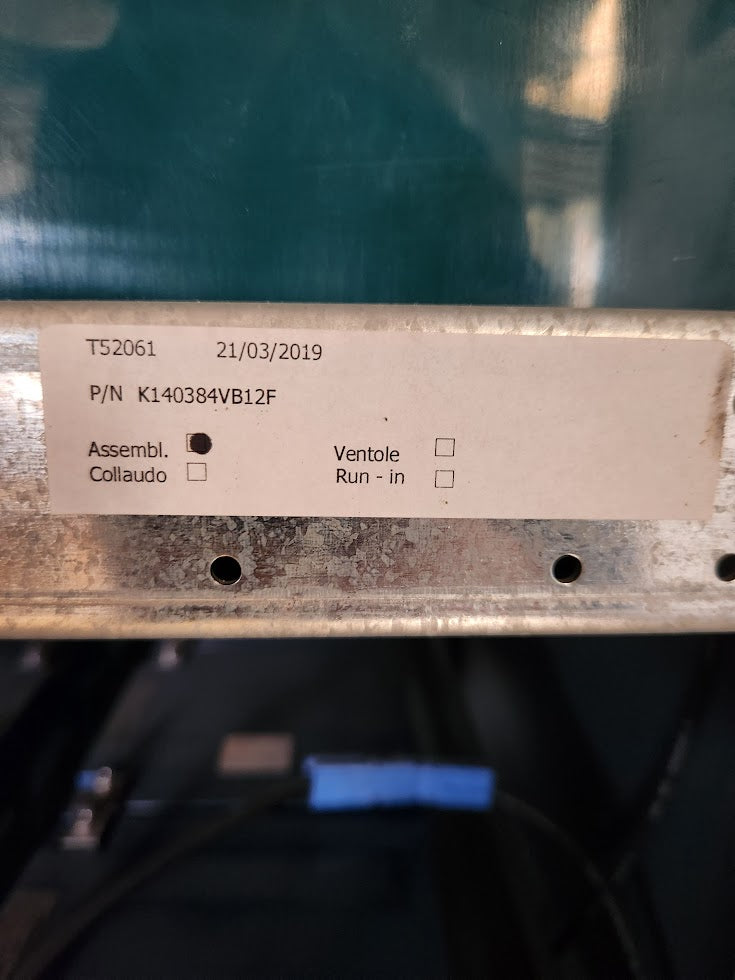 T52061 21/03/2019
P/N K140384VB12F
Assembl. Ventole
Collaudo Run - in